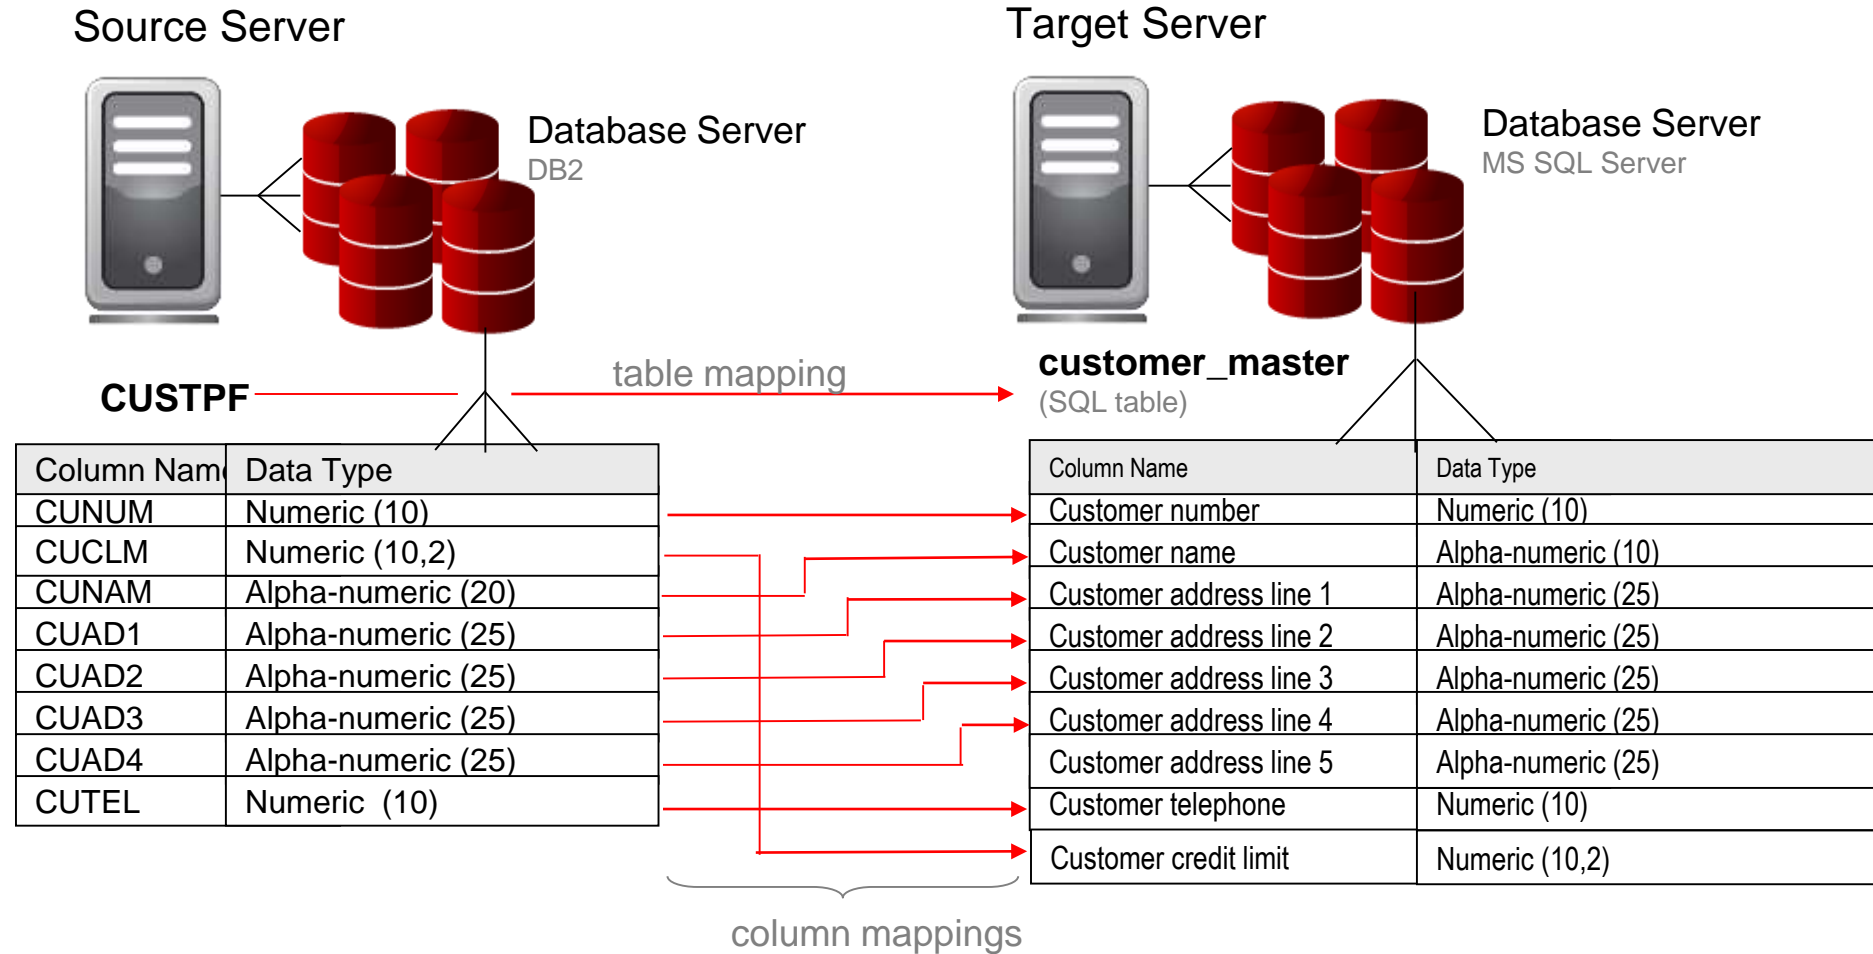 Source Server
Target Server
Database Server
DB2
Database Server
MS SQL Server
CUSTPF
table mapping
customer_master
(SQL table)
Column Name Data Type
CUNUM Numeric (10)
CUCLM Numeric (10,2)
CUNAM Alpha-numeric (20)
CUAD1 Alpha-numeric (25)
CUAD2 Alpha-numeric (25)
CUAD3 Alpha-numeric (25)
CUAD4 Alpha-numeric (25)
CUTEL Numeric (10)
Column Name Data Type
Customer number Numeric (10)
Customer name Alpha-numeric (10)
Customer address line 1 Alpha-numeric (25)
Customer address line 2 Alpha-numeric (25)
Customer address line 3 Alpha-numeric (25)
Customer address line 4 Alpha-numeric (25)
Customer address line 5 Alpha-numeric (25)
Customer telephone Numeric (10)
Customer credit limit Numeric (10,2)
column mappings